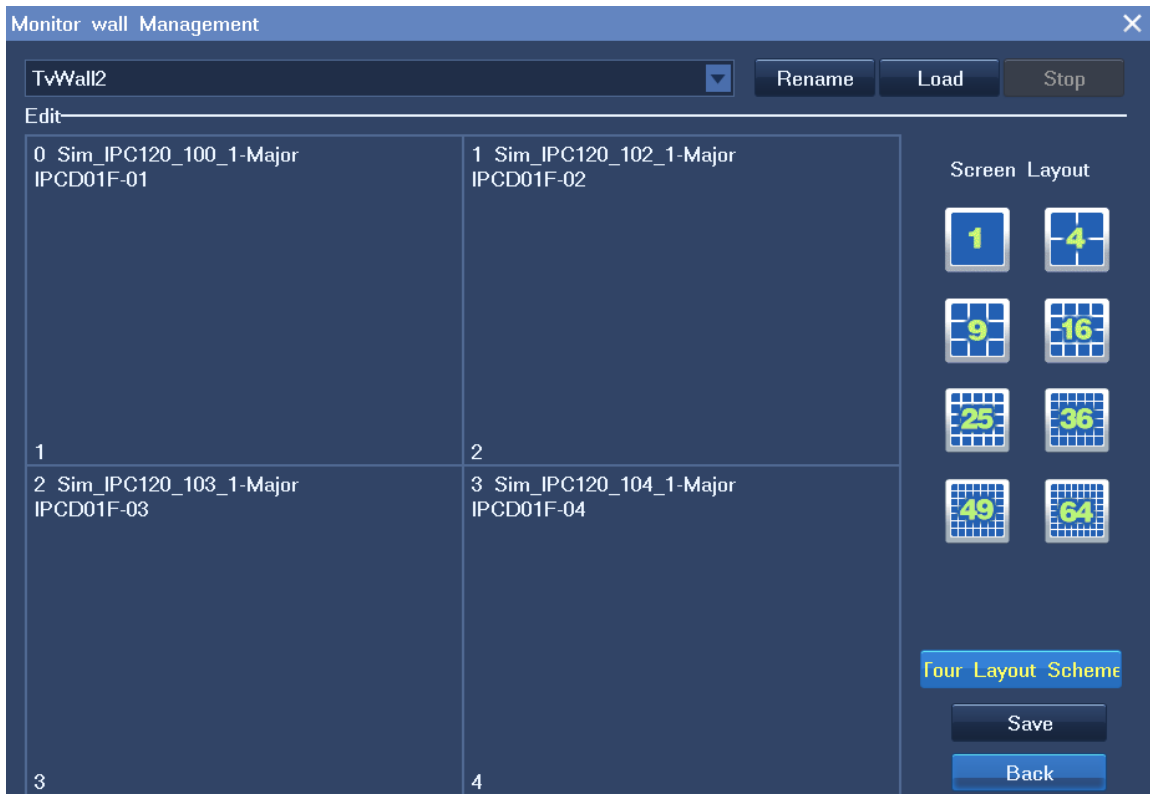 Monitor wall Management
TvWall2
Rename
Load
Stop
Edit
0 Sim_IPC120_100_1-Major
IPCD01F-01
1
1 Sim_IPC120_102_1-Major
IPCD01F-02
2
2 Sim_IPC120_103_1-Major
IPCD01F-03
3
3 Sim_IPC120_104_1-Major
IPCD01F-04
4
Screen Layout
1
4
9
16
25
36
49
64
Tour Layout Scheme
Save
Back